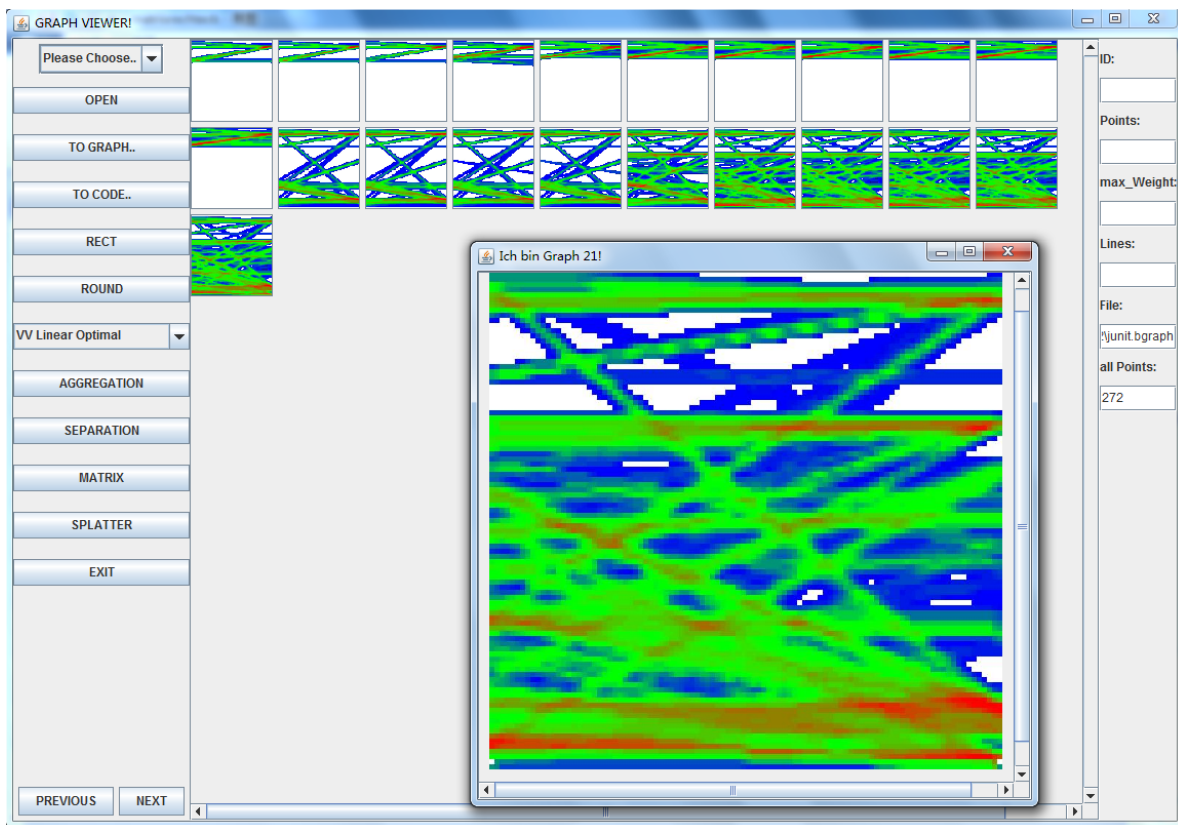 GRAPH VIEWER!
Please Choose..
OPEN
TO GRAPH..
TO CODE..
RECT
ROUND
VV Linear Optimal
AGGREGATION
SEPARATION
MATRIX
SPLATTER
EXIT
PREVIOUS NEXT
Ich bin Graph 21!
ID:
Points:
max_Weight:
Lines:
File:
\junit.bgraph
all Points:
272